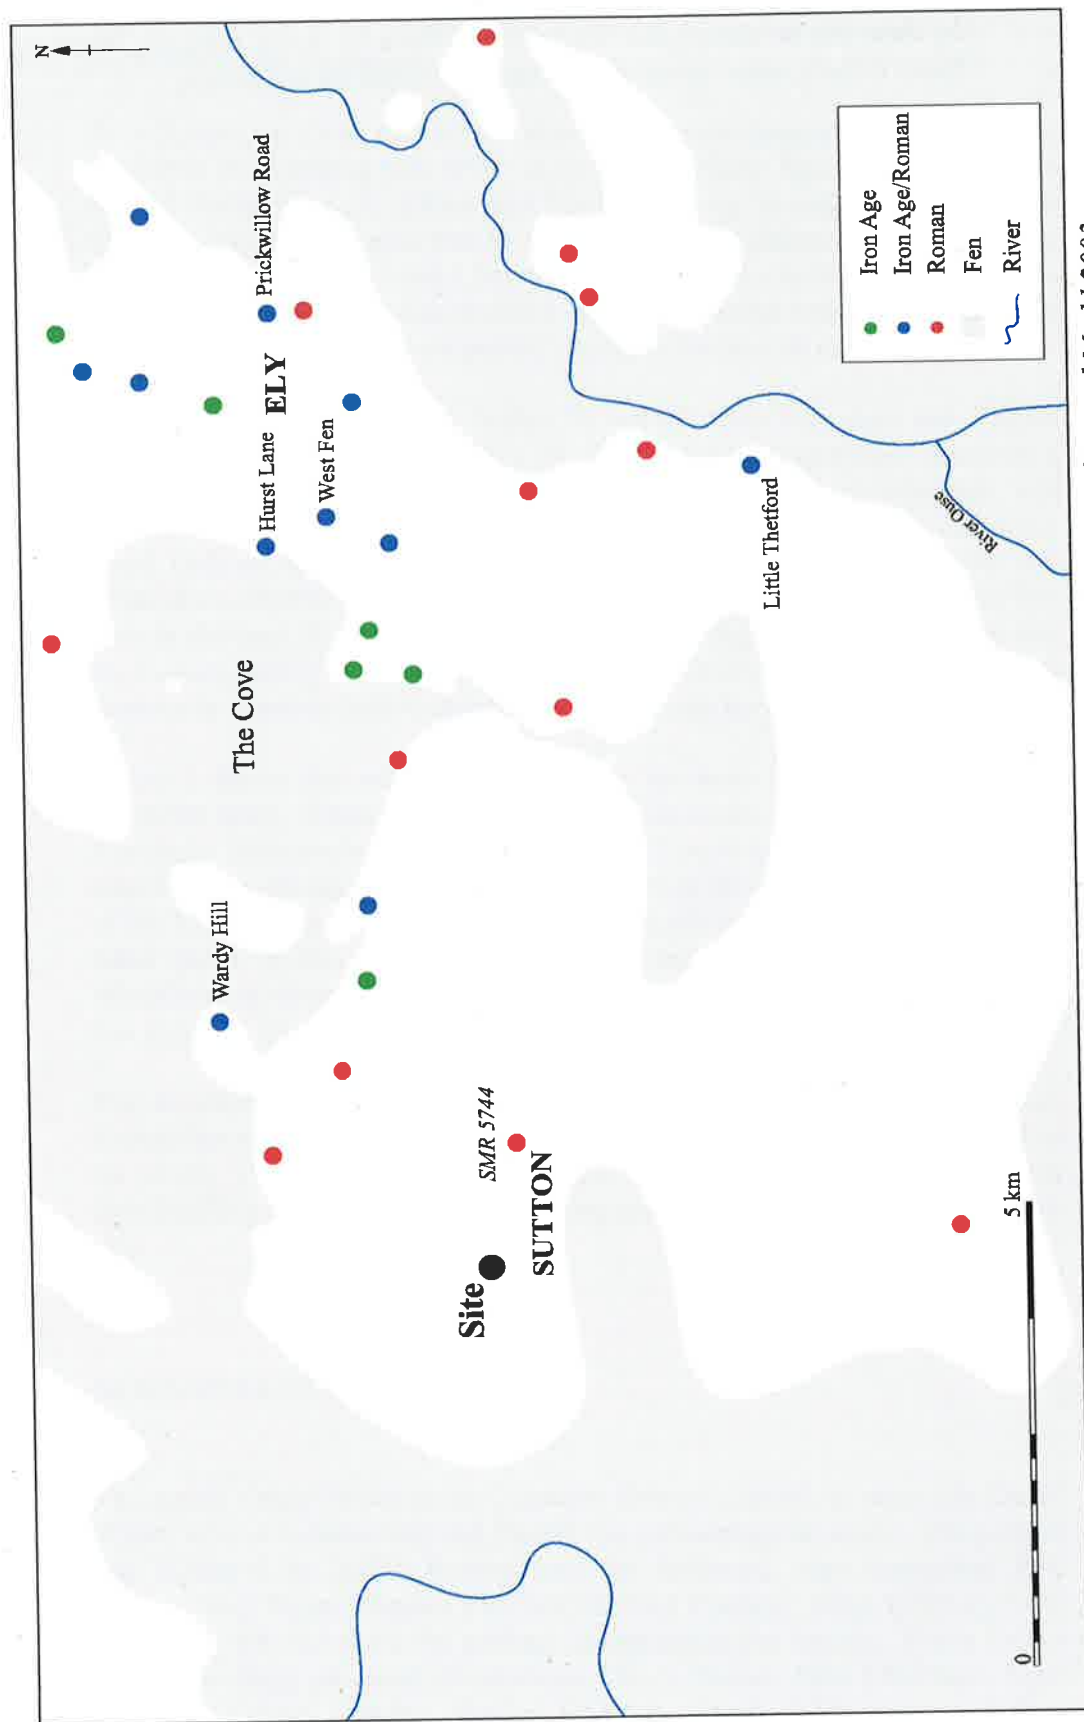 N
Prickwillow Road
ELY
Hurst Lane
West Fen
The Cove
Wardy Hill
Little Thetford
River Ouse
SMR 5744
Site
SUTTON
Iron Age
Iron Age/Roman
Roman
Fen
River
0
5 km